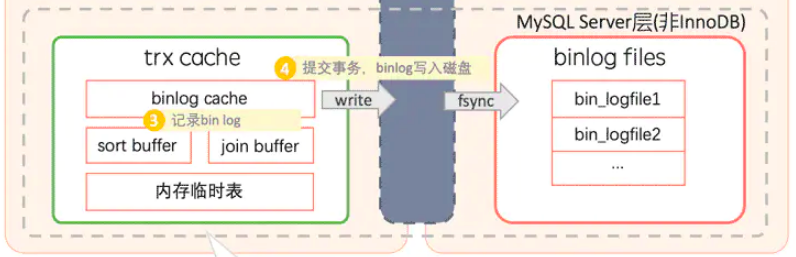 MySQL Server层(非InnoDB)
trx cache
binlog files
4 提交事务，binlog写入磁盘
binlog cache
write
fsync
bin_logfile1
3 记录bin log
bin_logfile2
sort buffer
join buffer
...
内存临时表